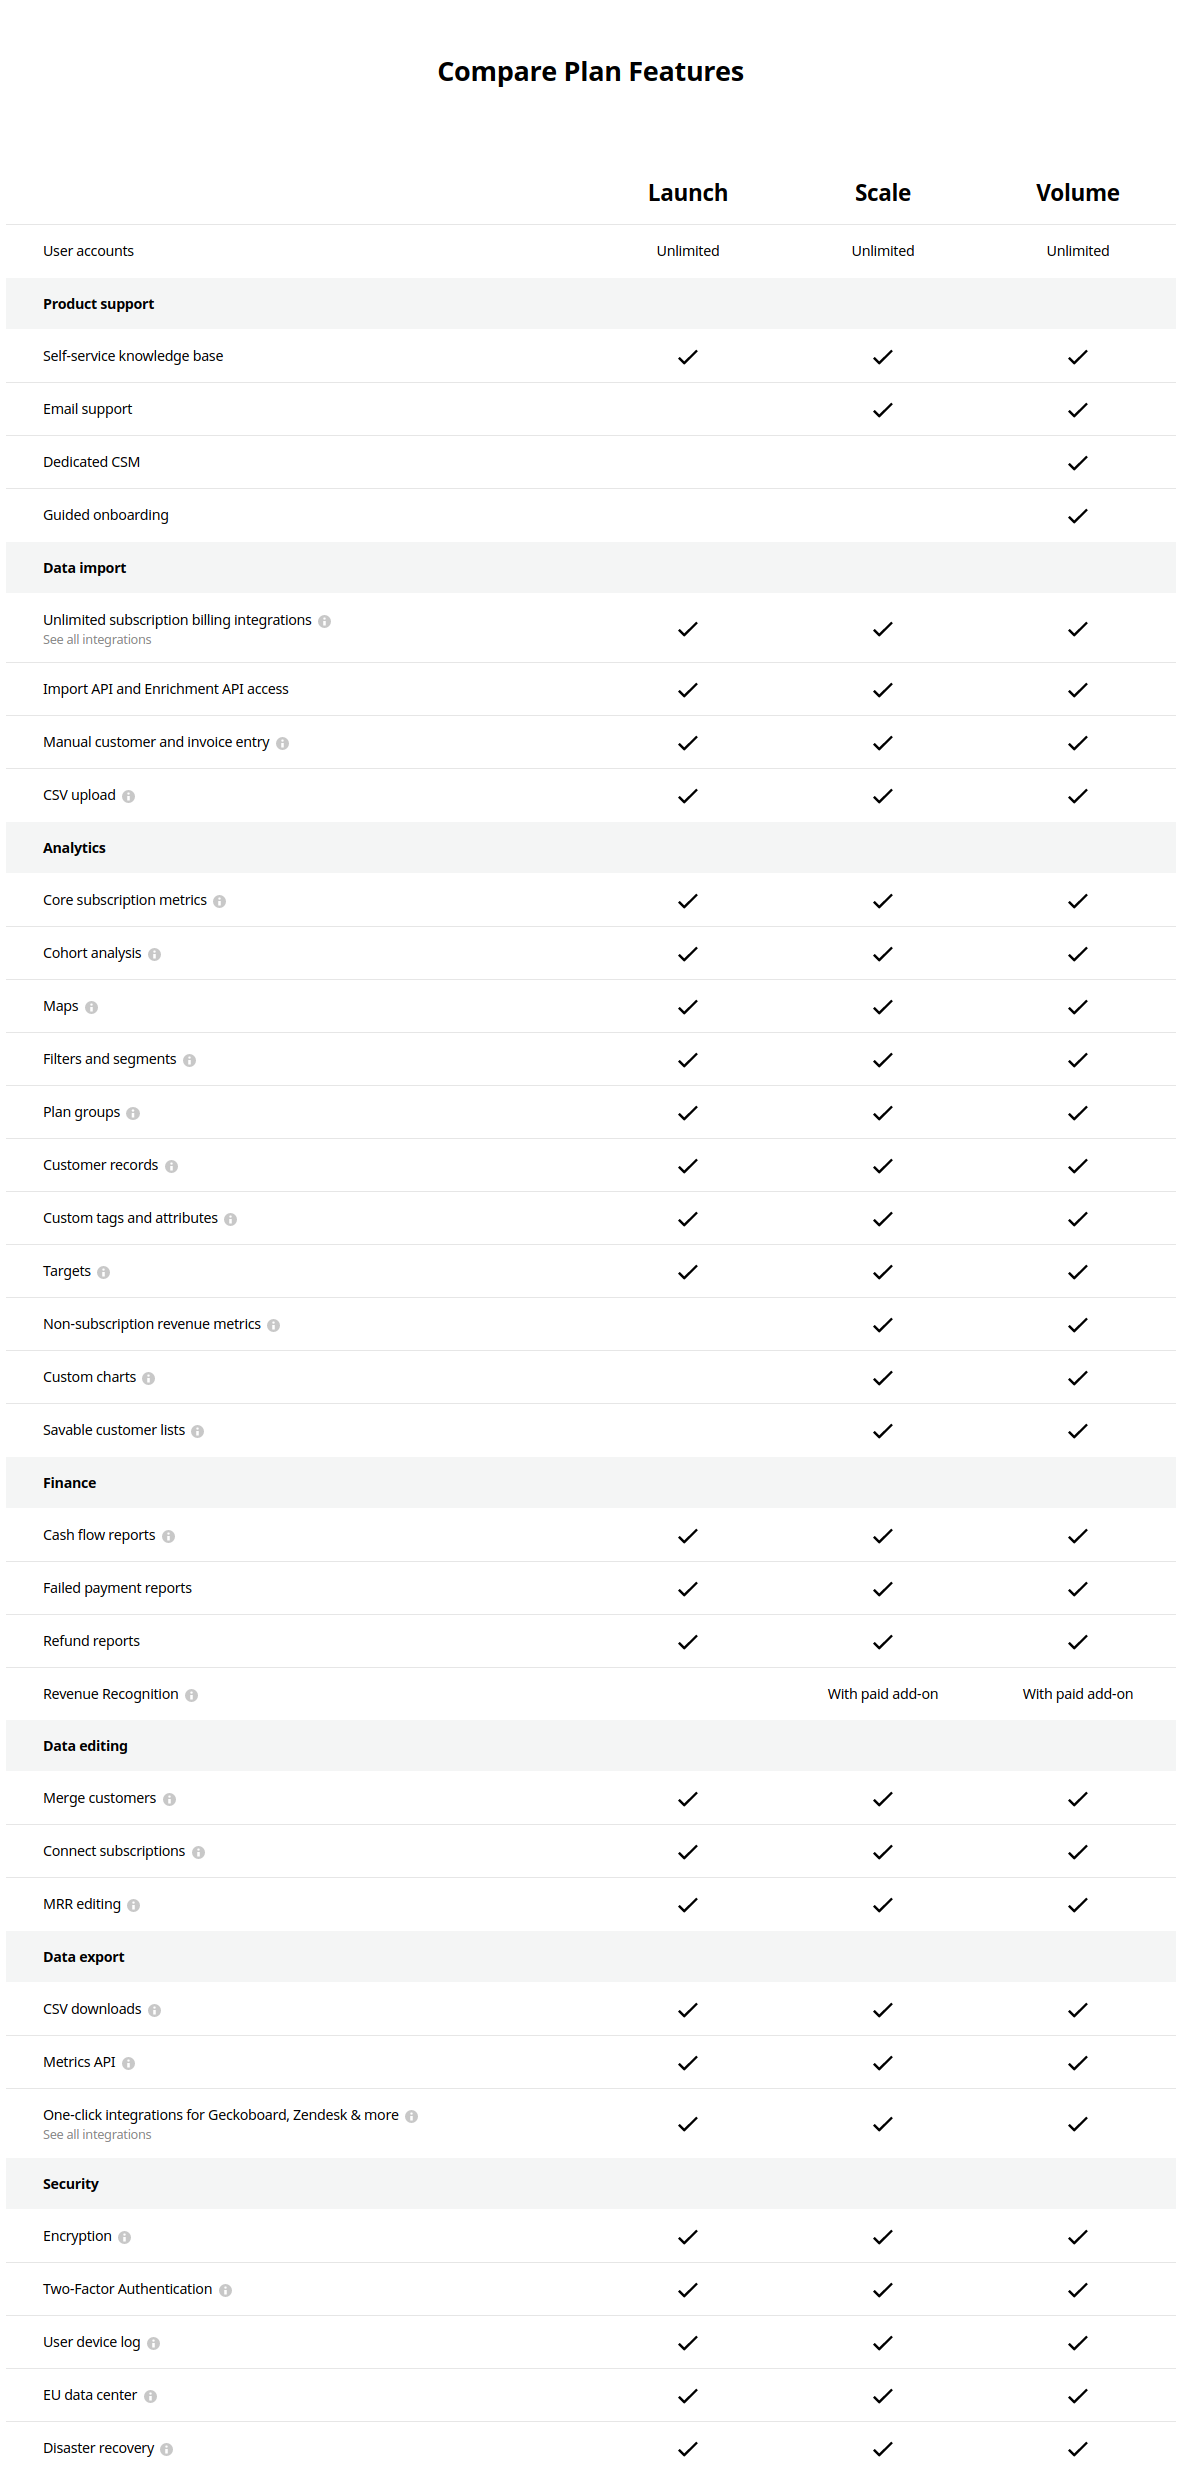 Compare Plan Features
Launch Scale Volume
User accounts Unlimited Unlimited Unlimited
Product support
Self-service knowledge base
Email support
Dedicated CSM
Guided onboarding
Data import
Unlimited subscription billing integrations
See all integrations
Import API and Enrichment API access
Manual customer and invoice entry
CSV upload
Analytics
Core subscription metrics
Cohort analysis
Maps
Filters and segments
Plan groups
Customer records
Custom tags and attributes
Targets
Non-subscription revenue metrics
Custom charts
Savable customer lists
Finance
Cash flow reports
Failed payment reports
Refund reports
Revenue Recognition With paid add-on With paid add-on
Data editing
Merge customers
Connect subscriptions
MRR editing
Data export
CSV downloads
Metrics API
One-click integrations for Geckoboard, Zendesk & more
See all integrations
Security
Encryption
Two-Factor Authentication
User device log
EU data center
Disaster recovery